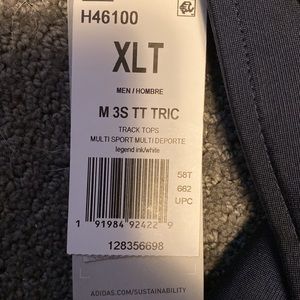 H46100
XLT
MEN / HOMBRE
M 3S TT TRIC
TRACK TOPS
MULTI SPORT MULTI DEPORTE
legend ink/white
58T
662
UPC
1 91984 92422 9
128356698
ADIDAS.COM/SUSTAINABILITY